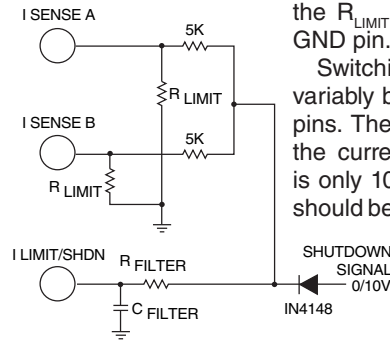 I SENSE A
5K
R LIMIT
I SENSE B
5K
R LIMIT
I LIMIT/SHDN
R FILTER
C FILTER
SHUTDOWN
SIGNAL
0/10V
IN4148
the R LIMIT
GND pin.
Switchi
variably b
pins. The
the curre
is only 10
should be